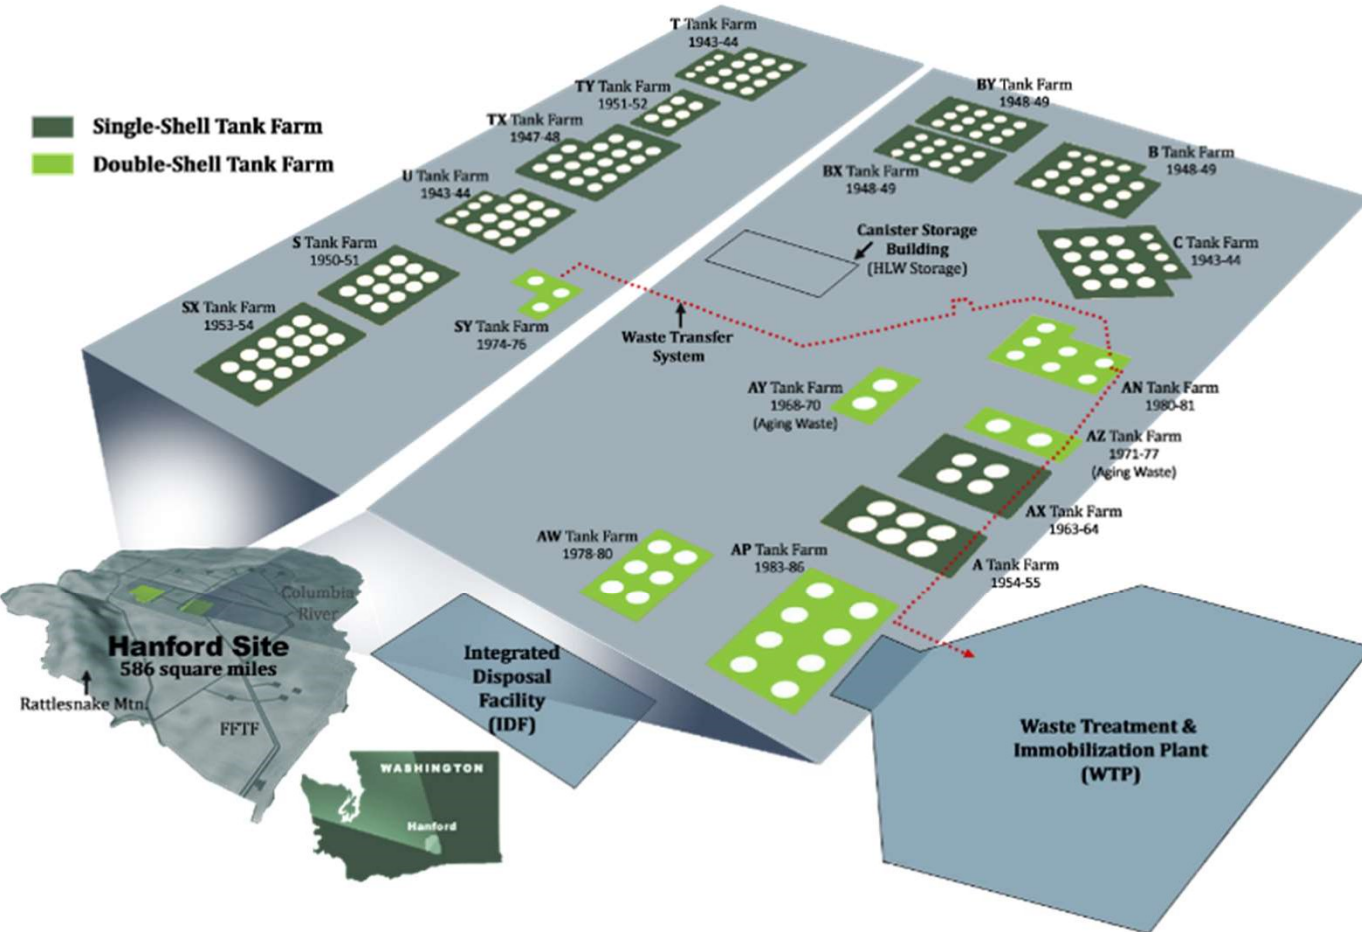 T Tank Farm
1943-44
TY Tank Farm
1951-52
TX Tank Farm
1947-48
U Tank Farm
1943-44
S Tank Farm
1950-51
SX Tank Farm
1953-54
SY Tank Farm
1974-76
Single-Shell Tank Farm
Double-Shell Tank Farm
BY Tank Farm
1948-49
BX Tank Farm
1948-49
B Tank Farm
1948-49
C Tank Farm
1943-44
Canister Storage
Building
(HLW Storage)
Waste Transfer
System
AY Tank Farm
1968-70
(Aging Waste)
AN Tank Farm
1980-81
AZ Tank Farm
1971-77
(Aging Waste)
AX Tank Farm
1963-64
A Tank Farm
1954-55
AW Tank Farm
1978-80
AP Tank Farm
1983-86
Columbia
River
Hanford Site
586 square miles
Rattlesnake Mtn.
FFTF
Integrated
Disposal
Facility
(IDF)
Waste Treatment &
Immobilization Plant
(WTP)
WASHINGTON
Hanford